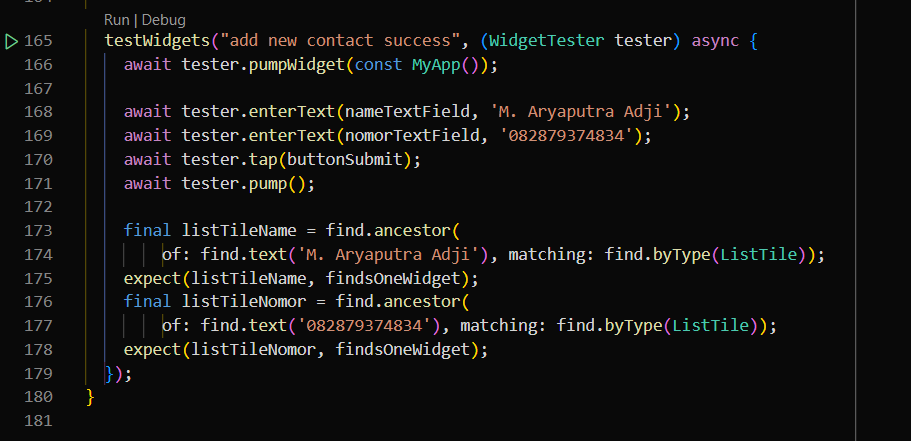 Run | Debug
165 testWidgets("add new contact success", (WidgetTester tester) async {
166 await tester.pumpWidget(const MyApp());
167
168 await tester.enterText(nameTextField, 'M. Aryaputra Adji');
169 await tester.enterText(nomorTextField, '082879374834');
170 await tester.tap(buttonSubmit);
171 await tester.pump();
172
173 final listTileName = find.ancestor(
174 of: find.text('M. Aryaputra Adji'), matching: find.byType(ListTile));
175 expect(listTileName, findsOneWidget);
176 final listTileNomor = find.ancestor(
177 of: find.text('082879374834'), matching: find.byType(ListTile));
178 expect(listTileNomor, findsOneWidget);
179 });
180 }
181